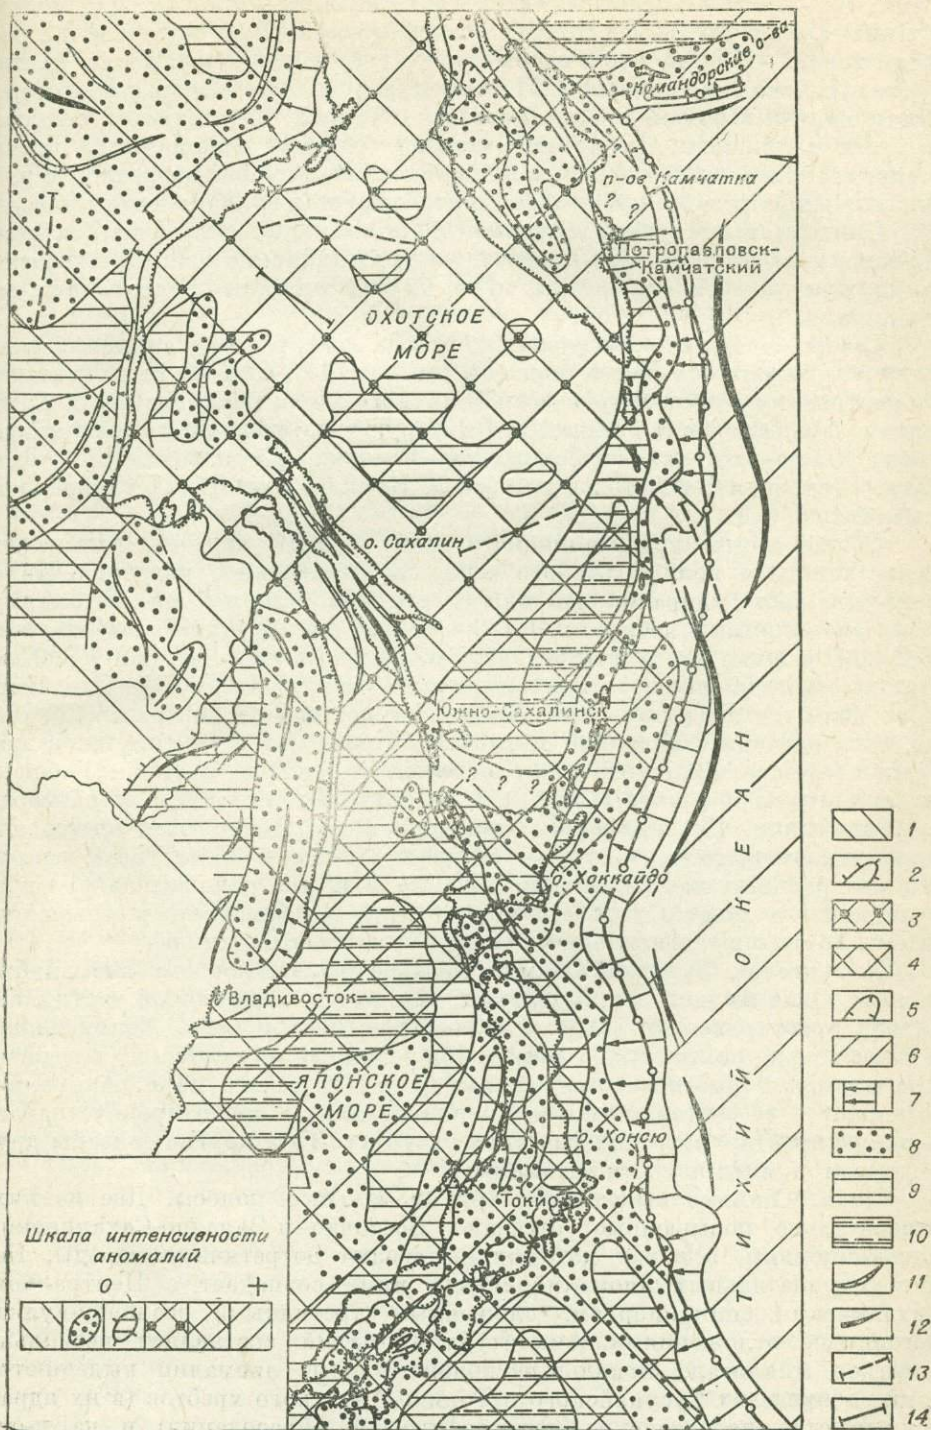 Командорские о-ва
п-ов Камчатка
? ?
?
Петропавловск-
Камчатский
ОХОТСКОЕ
МОРЕ
о. Сахалин
Южно-Сахалинск
? ? ?
о. Хоккайдо
Владивосток
ЯПОНСКОЕ
МОРЕ
о. Хонсю
Токио
ТИХИЙ ОКЕАН
Шкала интенсивности
аномалий
− 0 +
1
2
3
4
5
6
7
8
9
10
11
12
13
14